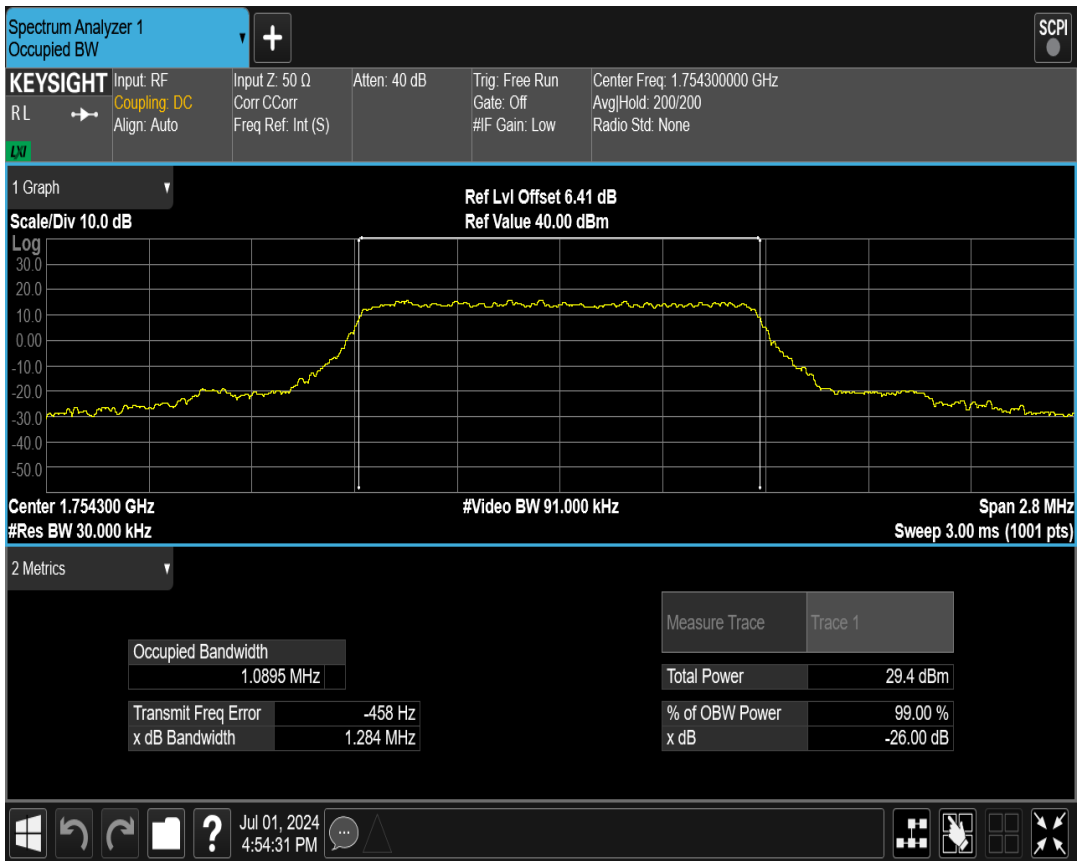 Spectrum Analyzer 1
Occupied BW
▼
+
SCPI
KEYSIGHT
RL
LXI
Input: RF
Coupling: DC
Align: Auto
Input Z: 50 Ω
Corr CCorr
Freq Ref: Int (S)
Atten: 40 dB
Trig: Free Run
Gate: Off
#IF Gain: Low
Center Freq: 1.754300000 GHz
Avg|Hold: 200/200
Radio Std: None
1 Graph ▼
Ref Lvl Offset 6.41 dB
Scale/Div 10.0 dB Ref Value 40.00 dBm
Log
30.0
20.0
10.0
0.00
-10.0
-20.0
-30.0
-40.0
-50.0
Center 1.754300 GHz #Video BW 91.000 kHz Span 2.8 MHz
#Res BW 30.000 kHz Sweep 3.00 ms (1001 pts)
2 Metrics ▼
Measure Trace Trace 1
Occupied Bandwidth
1.0895 MHz
Total Power 29.4 dBm
Transmit Freq Error -458 Hz % of OBW Power 99.00 %
x dB Bandwidth 1.284 MHz x dB -26.00 dB
?
Jul 01, 2024
4:54:31 PM